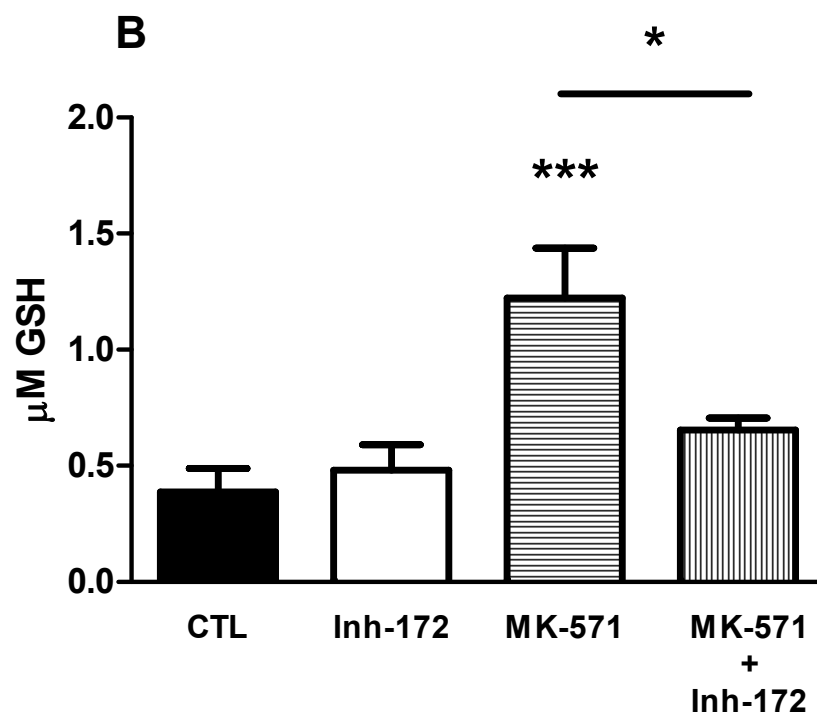 B
*
***
2.0
1.5
1.0
0.5
0.0
μM GSH
CTL
Inh-172
MK-571
MK-571
+
Inh-172